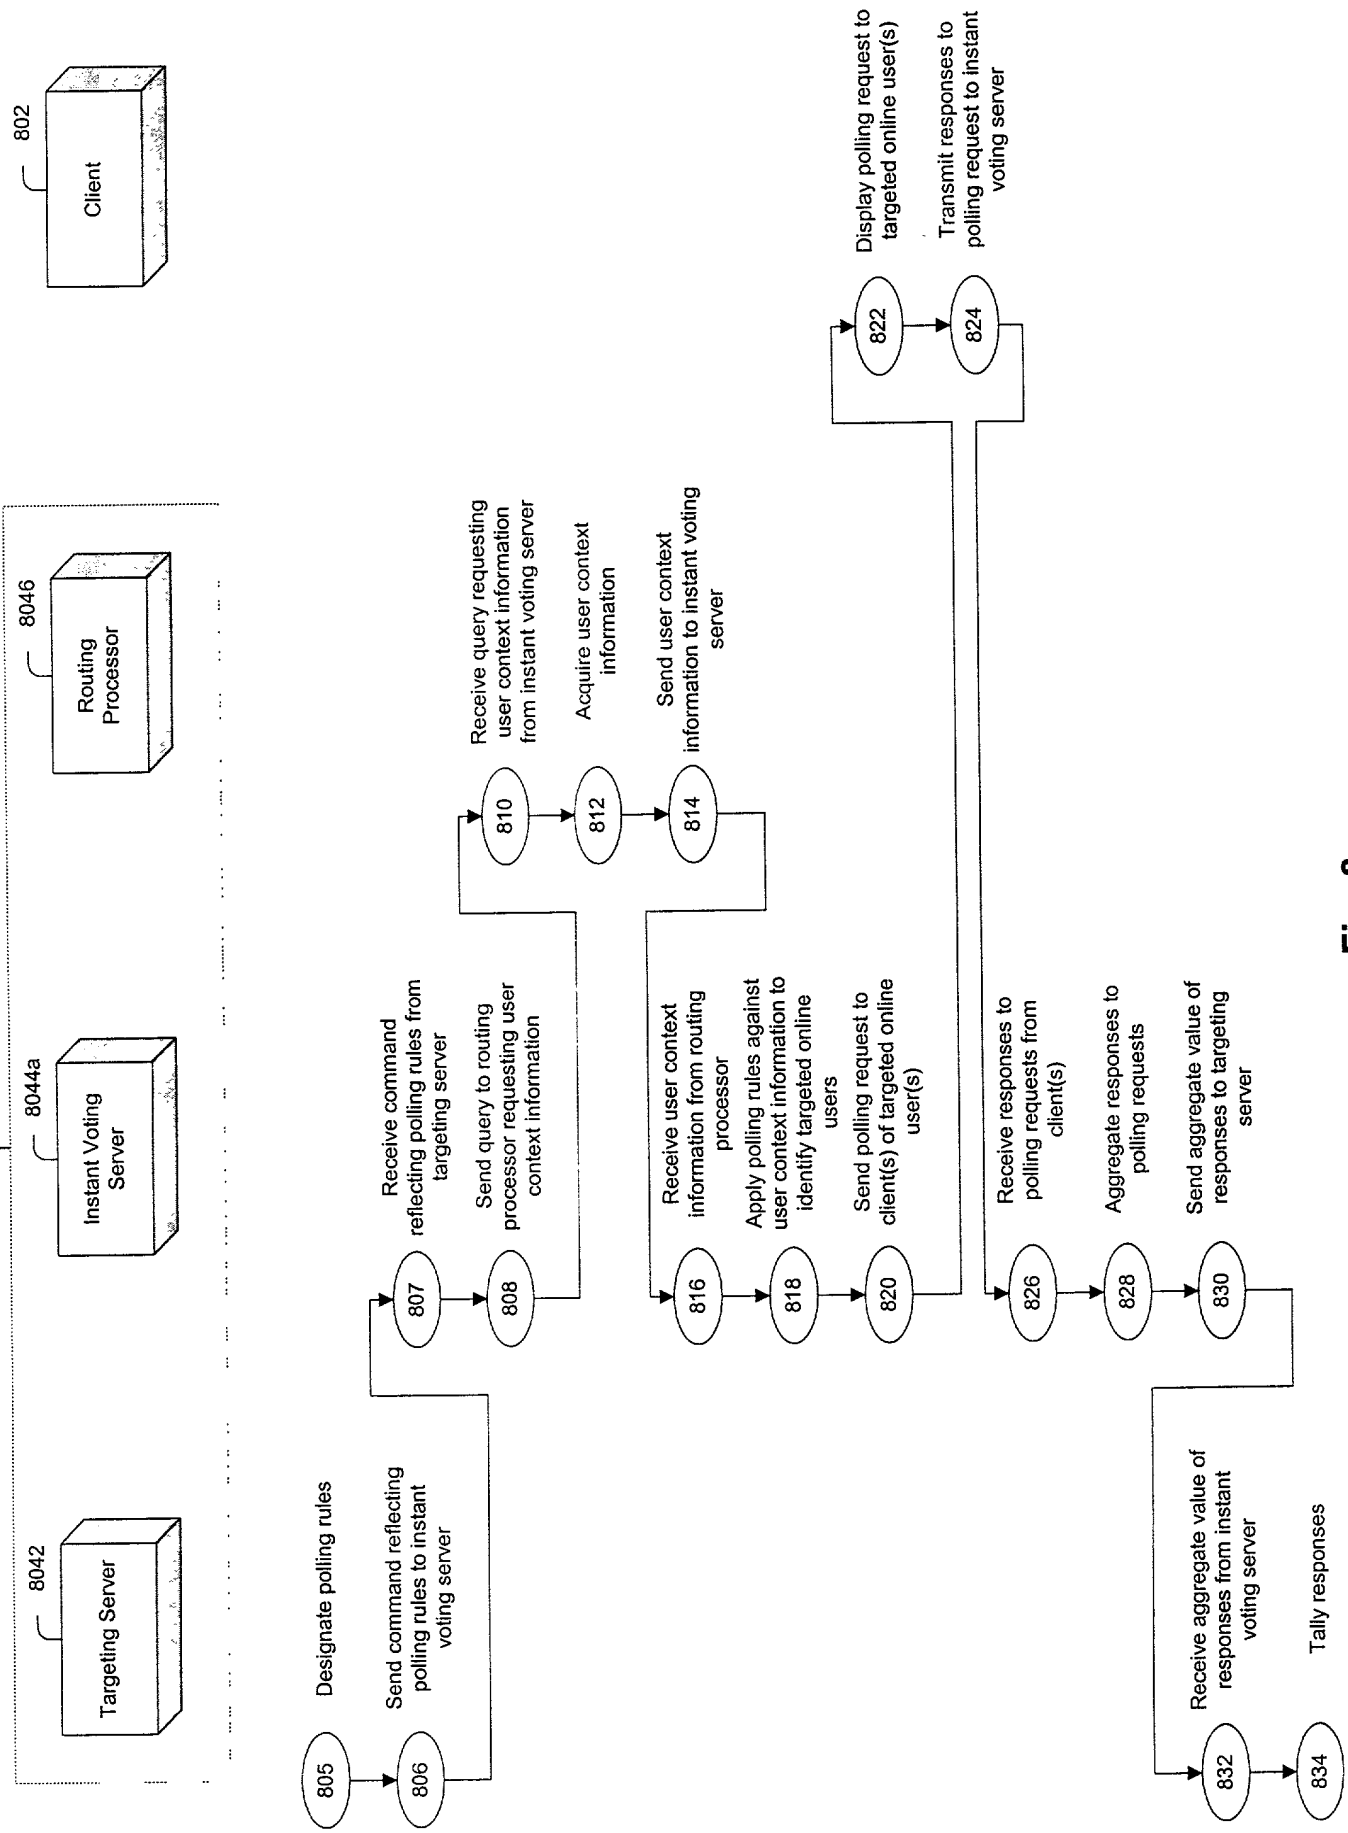 8042
Targeting Server
8044a
Instant Voting
Server
8046
Routing
Processor
802
Client
805
Designate polling rules
806
Send command reflecting
polling rules to instant
voting server
807
Receive command
reflecting polling rules from
targeting server
808
Send query to routing
processor requesting user
context information
810
Receive query requesting
user context information
from instant voting server
812
Acquire user context
information
814
Send user context
information to instant voting
server
816
Receive user context
information from routing
processor
818
Apply polling rules against
user context information to
identify targeted online
users
820
Send polling request to
client(s) of targeted online
user(s)
822
Display polling request to
targeted online user(s)
824
Transmit responses to
polling request to instant
voting server
826
Receive responses to
polling requests from
client(s)
828
Aggregate responses to
polling requests
830
Send aggregate value of
responses to targeting
server
832
Receive aggregate value of
responses from instant
voting server
834
Tally responses